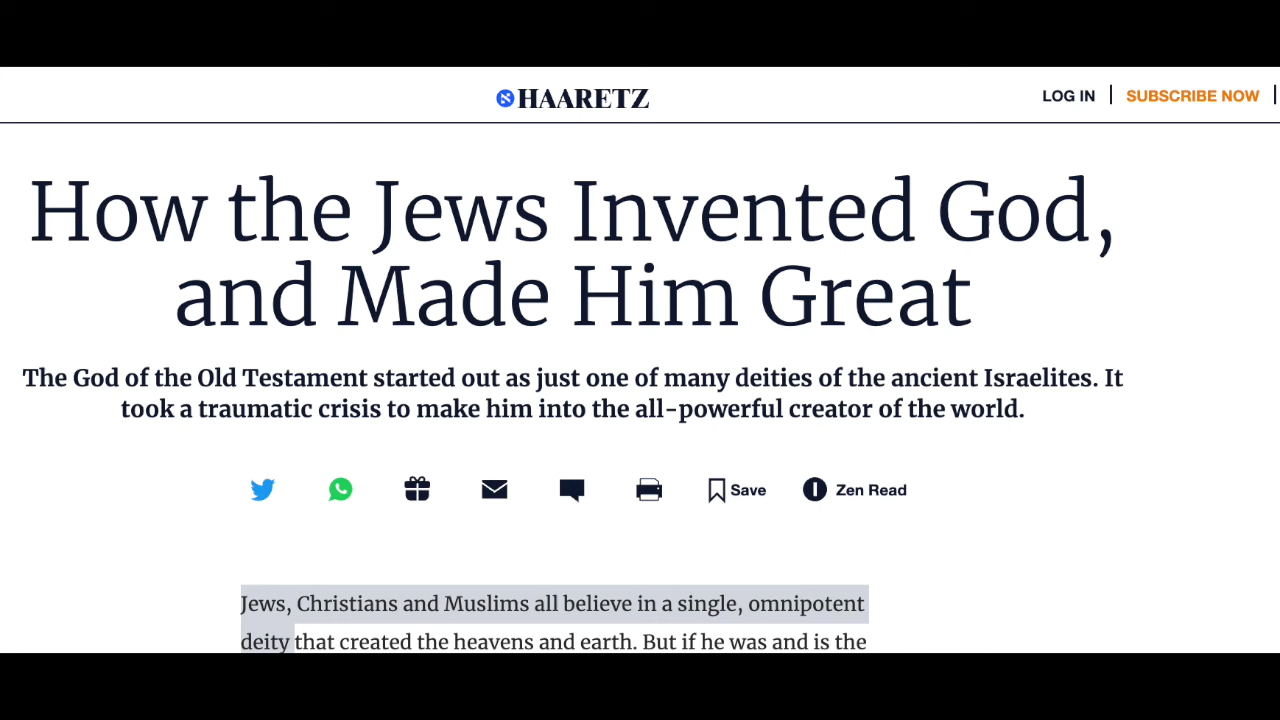 HAARETZ
LOG IN
SUBSCRIBE NOW
How the Jews Invented God,
and Made Him Great
The God of the Old Testament started out as just one of many deities of the ancient Israelites. It
took a traumatic crisis to make him into the all-powerful creator of the world.
Save
Zen Read
Jews, Christians and Muslims all believe in a single, omnipotent
deity that created the heavens and earth. But if he was and is the